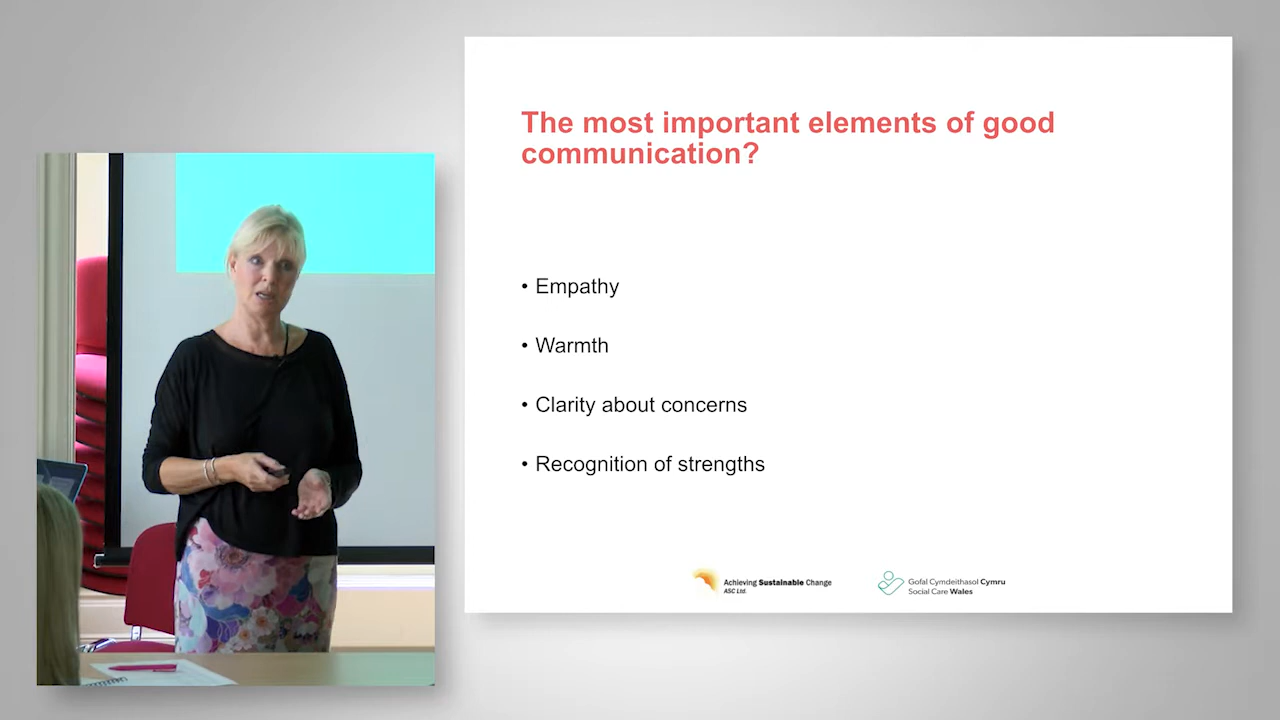 The most important elements of good
communication?
• Empathy
• Warmth
• Clarity about concerns
• Recognition of strengths
Achieving Sustainable Change
ASC Ltd.
Gofal Cymdeithasol Cymru
Social Care Wales